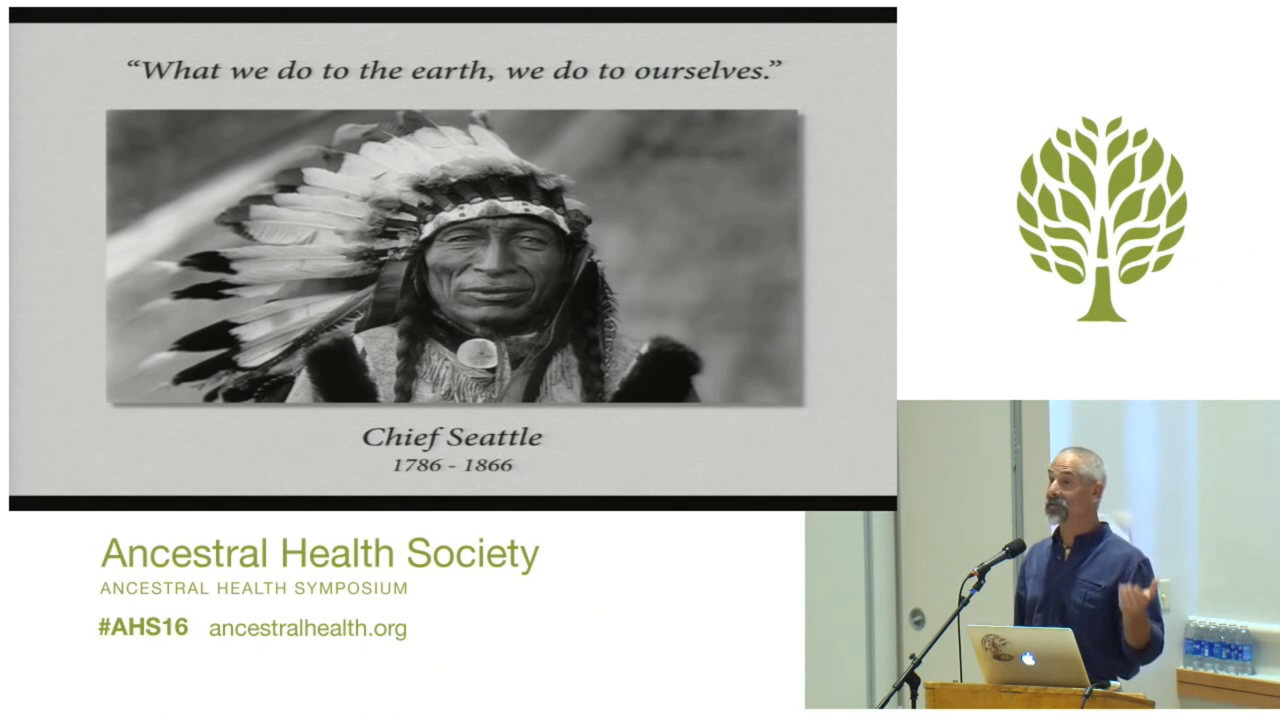 “What we do to the earth, we do to ourselves.”
Chief Seattle
1786 - 1866
Ancestral Health Society
ANCESTRAL HEALTH SYMPOSIUM
#AHS16 ancestralhealth.org